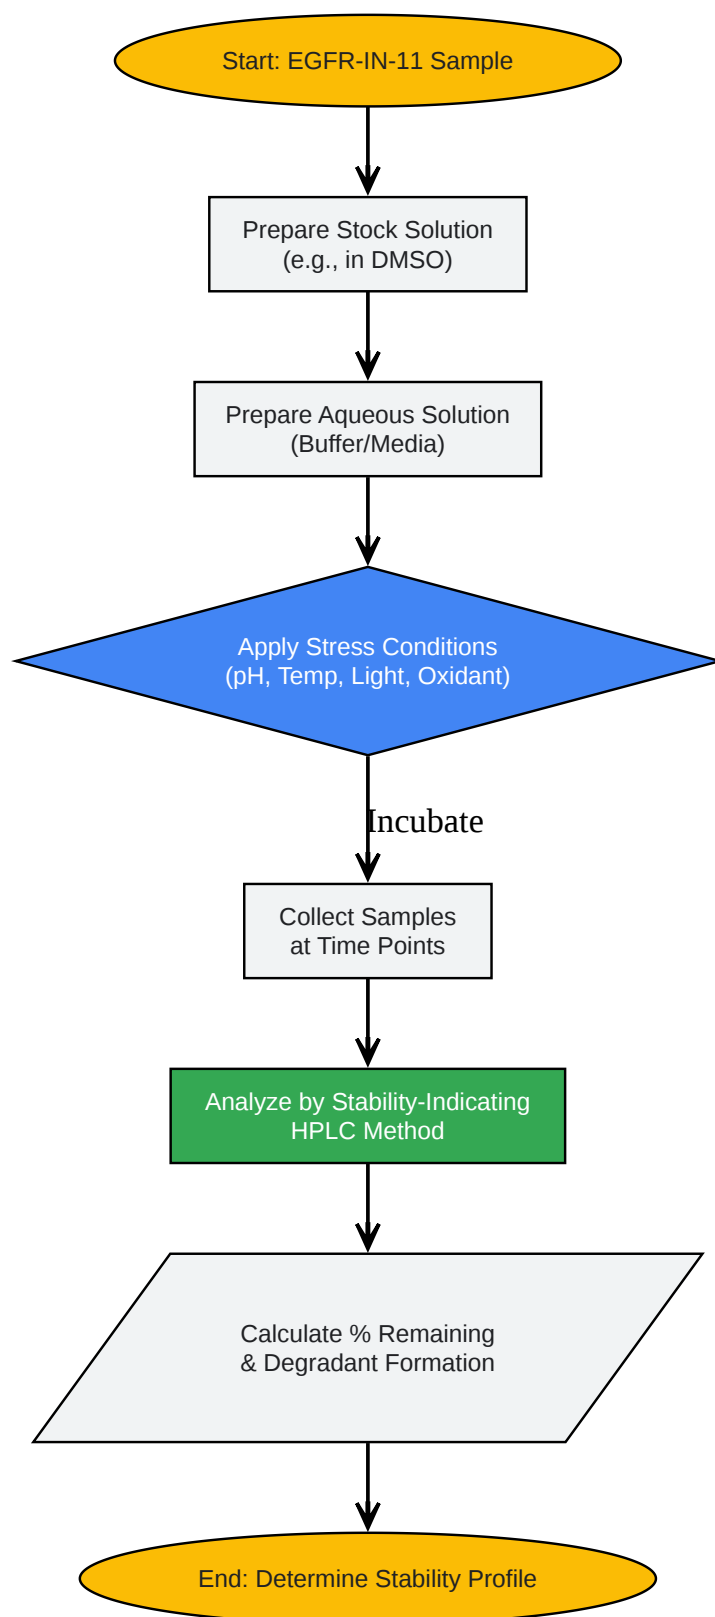 Start: EGFR-IN-11 Sample
Prepare Stock Solution
(e.g., in DMSO)
Prepare Aqueous Solution
(Buffer/Media)
Apply Stress Conditions
(pH, Temp, Light, Oxidant)
Incubate
Collect Samples
at Time Points
Analyze by Stability-Indicating
HPLC Method
Calculate % Remaining
& Degradant Formation
End: Determine Stability Profile